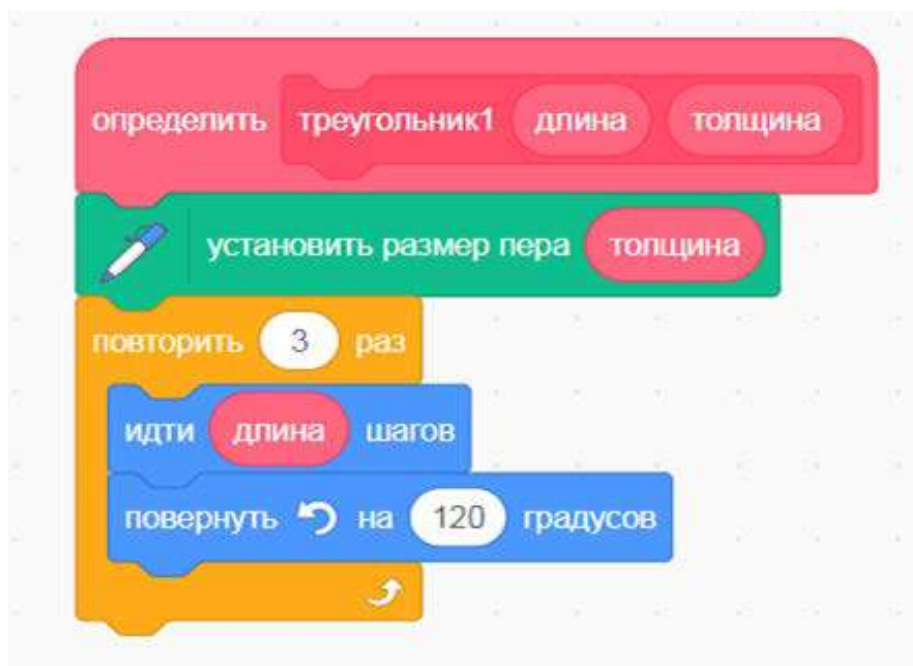 определить треугольник1 длина толщина
установить размер пера толщина
повторить 3 раз
идти длина шагов
повернуть на 120 градусов